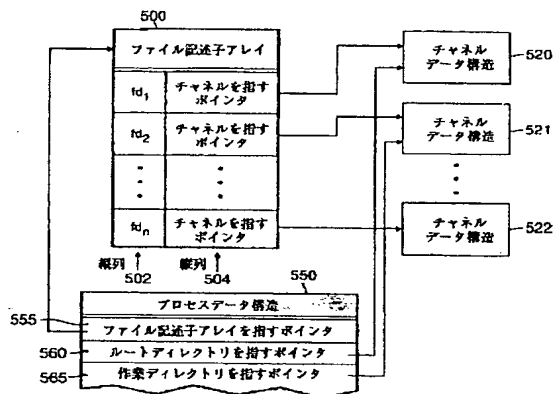 500
ファイル記述子アレイ
fd1
チャネルを指す
ポインタ
fd2
チャネルを指す
ポインタ
fdn
チャネルを指す
ポインタ
縦列
502
縦列
504
チャネル
データ構造
520
チャネル
データ構造
521
チャネル
データ構造
522
550
プロセスデータ構造
555
ファイル記述子アレイを指すポインタ
560
ルートディレクトリを指すポインタ
565
作業ディレクトリを指すポインタ